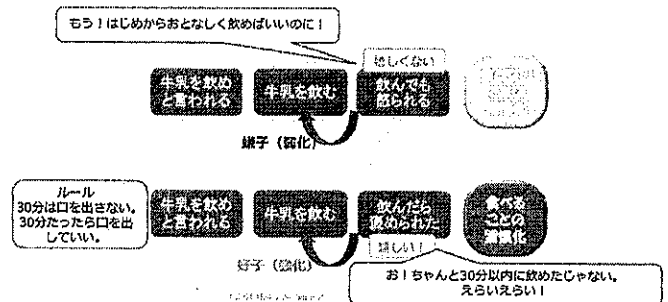 もう！はじめからおとなしく飲めばいいのに！
嬉しくない
牛乳を飲め
と言われる
牛乳を飲む
飲んでも
怒られる
嫌子（弱化）
ルール
30分は口を出さない。
30分たったら口を出
していい。
牛乳を飲め
と言われる
牛乳を飲む
飲んだら
褒められた
食べる
ことの
強化
嬉しい！
好子（強化）
お！ちゃんと30分以内に飲めたじゃない。
えらいえらい！